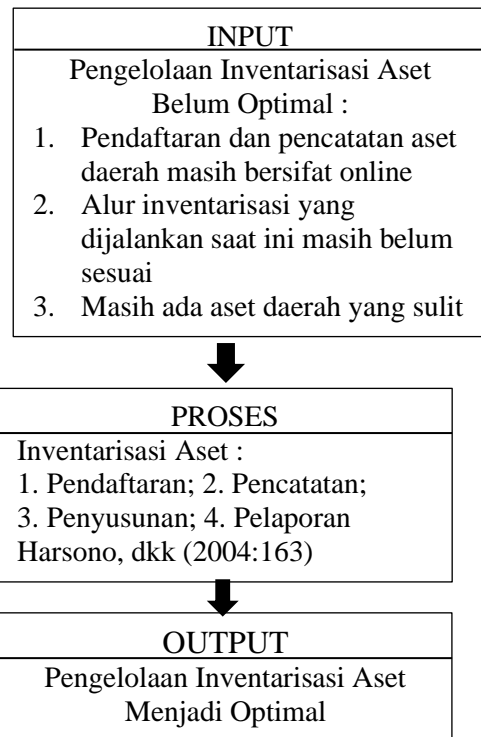 INPUT
Pengelolaan Inventarisasi Aset
Belum Optimal :
1. Pendaftaran dan pencatatan aset
daerah masih bersifat online
2. Alur inventarisasi yang
dijalankan saat ini masih belum
sesuai
3. Masih ada aset daerah yang sulit
PROSES
Inventarisasi Aset :
1. Pendaftaran; 2. Pencatatan;
3. Penyusunan; 4. Pelaporan
Harsono, dkk (2004:163)
OUTPUT
Pengelolaan Inventarisasi Aset
Menjadi Optimal